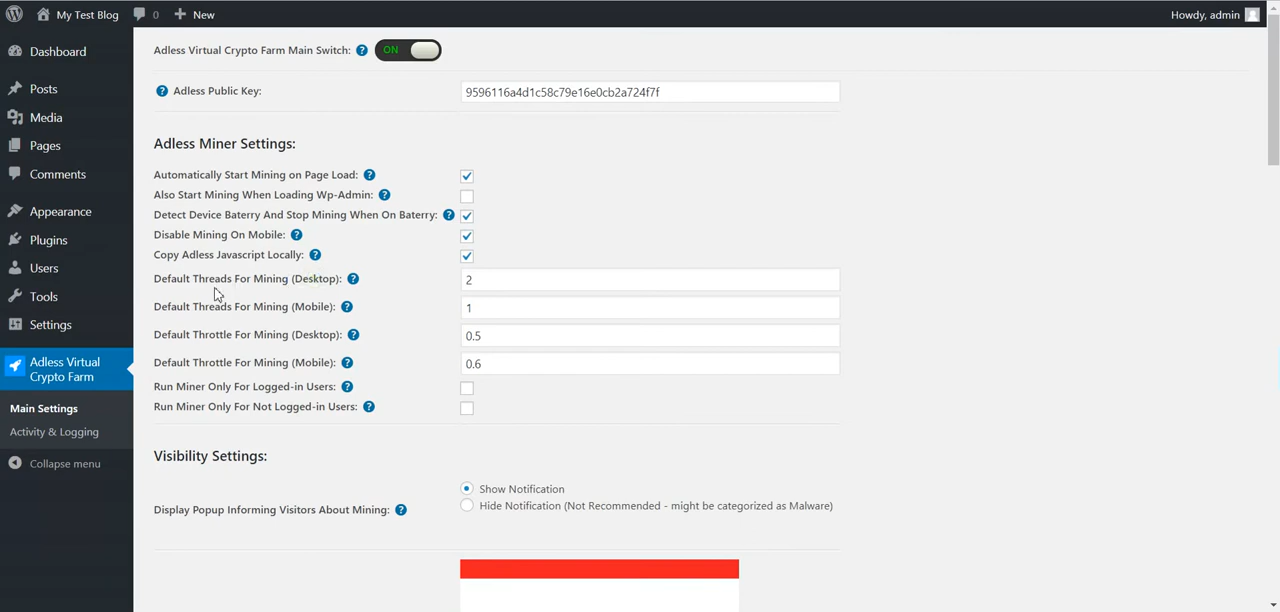 My Test Blog 0 New Howdy, admin
Dashboard
Posts
Media
Pages
Comments
Appearance
Plugins
Users
Tools
Settings
Adless Virtual
Crypto Farm
Main Settings
Activity & Logging
Collapse menu
Adless Virtual Crypto Farm Main Switch: ? ON
? Adless Public Key: 9596116a4d1c58c79e16e0cb2a724f7f
Adless Miner Settings:
Automatically Start Mining on Page Load: ?
Also Start Mining When Loading Wp-Admin: ?
Detect Device Baterry And Stop Mining When On Baterry: ?
Disable Mining On Mobile: ?
Copy Adless Javascript Locally: ?
Default Threads For Mining (Desktop): ? 2
Default Threads For Mining (Mobile): ? 1
Default Throttle For Mining (Desktop): ? 0.5
Default Throttle For Mining (Mobile): ? 0.6
Run Miner Only For Logged-in Users: ?
Run Miner Only For Not Logged-in Users: ?
Visibility Settings:
Display Popup Informing Visitors About Mining: ?
Show Notification
Hide Notification (Not Recommended - might be categorized as Malware)